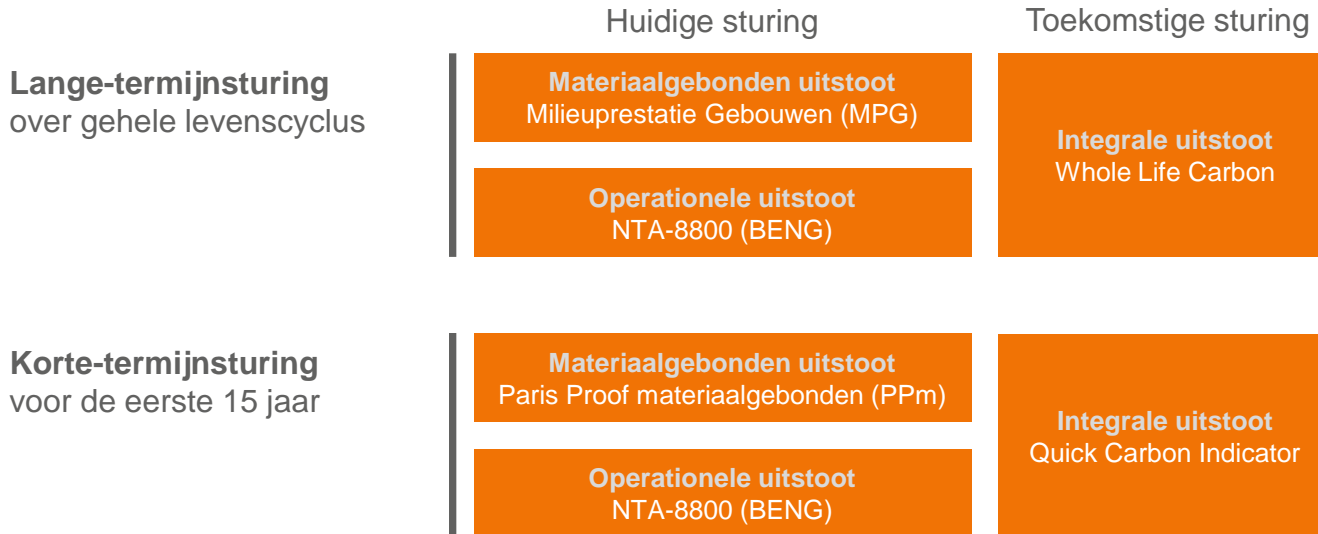 Huidige sturing
Toekomstige sturing
Lange-termijnsturing
over gehele levenscyclus
Materiaalgebonden uitstoot
Milieuprestatie Gebouwen (MPG)
Operationele uitstoot
NTA-8800 (BENG)
Integrale uitstoot
Whole Life Carbon
Korte-termijnsturing
voor de eerste 15 jaar
Materiaalgebonden uitstoot
Paris Proof materiaalgebonden (PPm)
Operationele uitstoot
NTA-8800 (BENG)
Integrale uitstoot
Quick Carbon Indicator